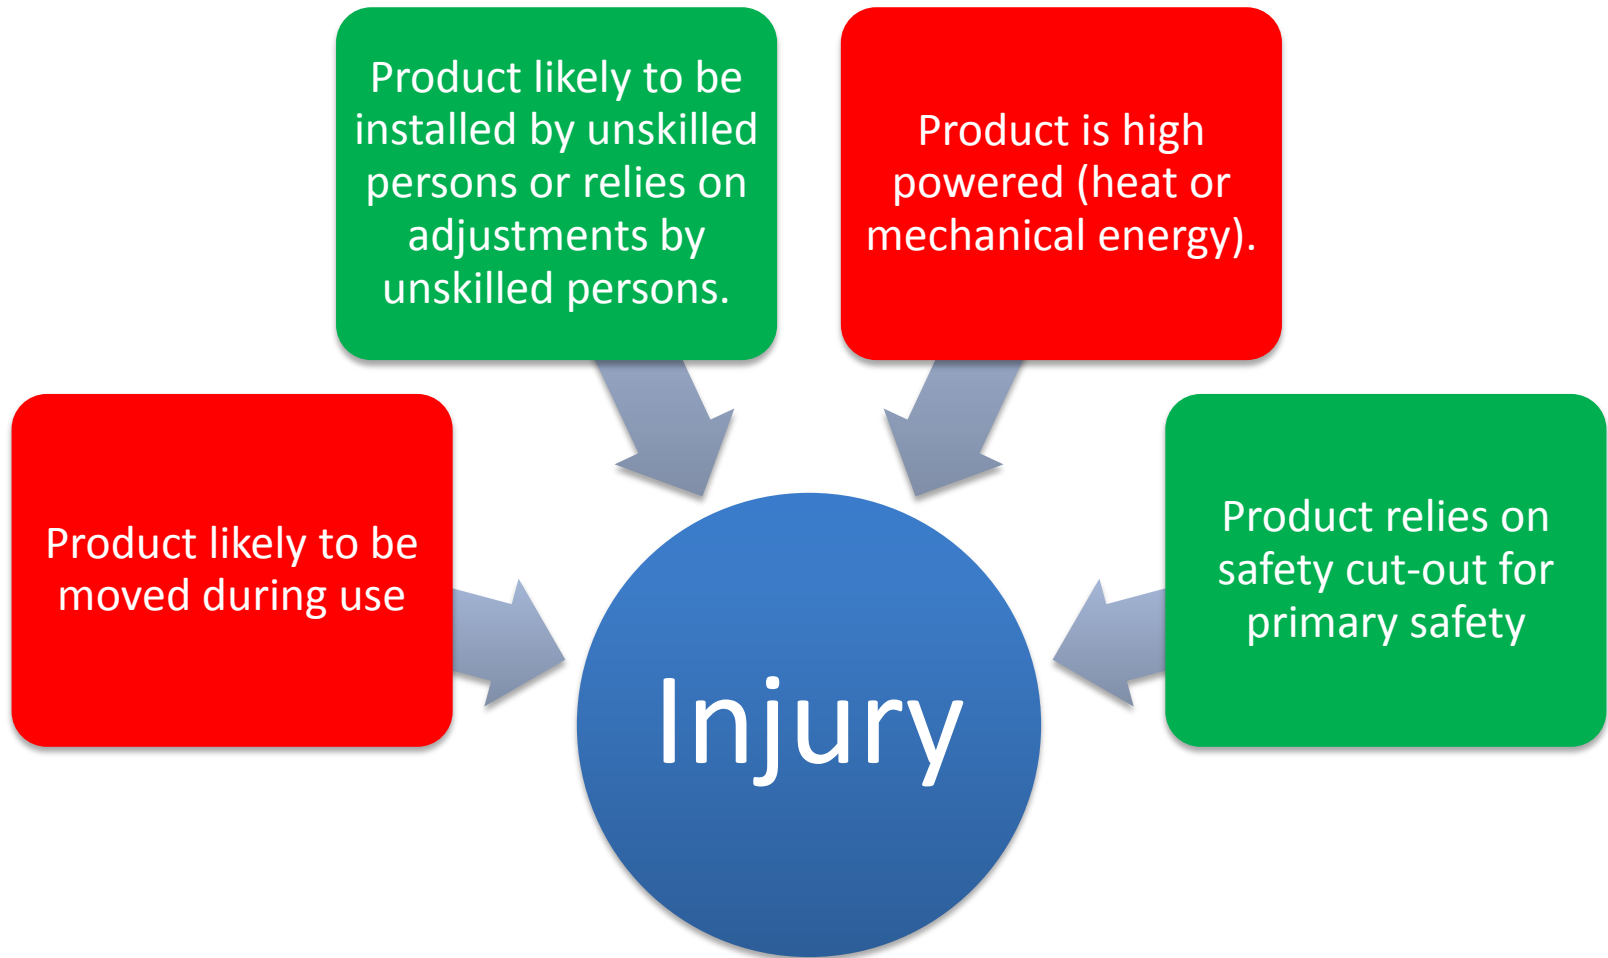 Product likely to be
installed by unskilled
persons or relies on
adjustments by
unskilled persons.
Product is high
powered (heat or
mechanical energy).
Product likely to be
moved during use
Product relies on
safety cut-out for
primary safety
Injury